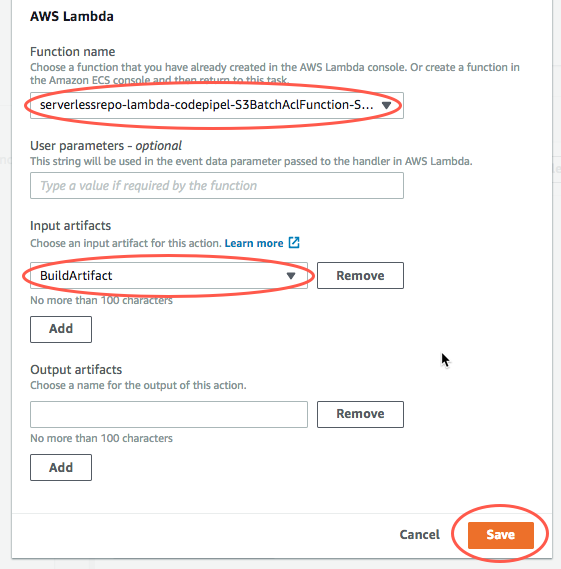 AWS Lambda
Function name
Choose a function that you have already created in the AWS Lambda console. Or create a function in
the Amazon ECS console and then return to this task.
serverlessrepo-lambda-codepipel-S3BatchAclFunction-S...
User parameters - optional
This string will be used in the event data parameter passed to the handler in AWS Lambda.
Type a value if required by the function
Input artifacts
Choose an input artifact for this action. Learn more
BuildArtifact
Remove
No more than 100 characters
Add
Output artifacts
Choose a name for the output of this action.
Remove
No more than 100 characters
Add
Cancel
Save